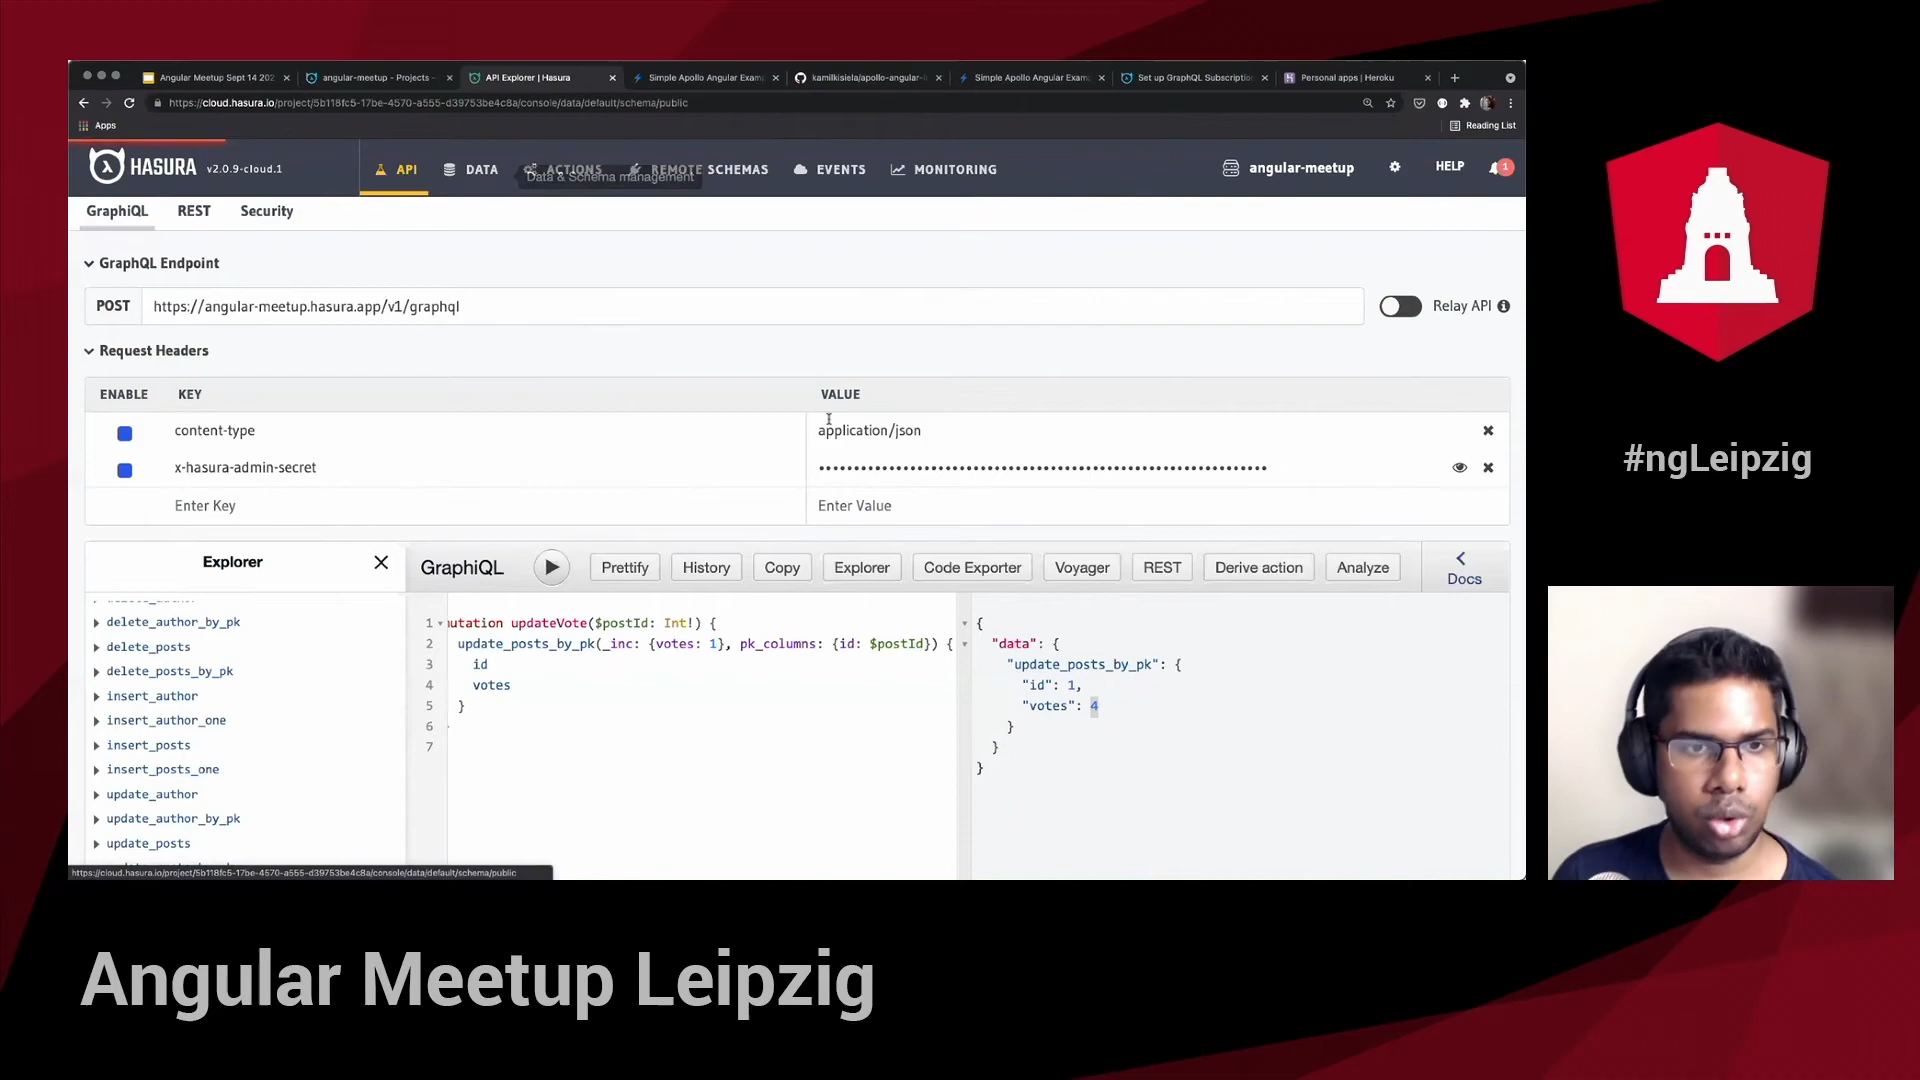 Angular Meetup Sept 14 202
angular-meetup - Projects -
API Explorer | Hasura
Simple Apollo Angular Exam
kamilkisiela/apollo-angular-
Simple Apollo Angular Exam
Set up GraphQL Subscriptio
Personal apps | Heroku
https://cloud.hasura.io/project/5b118fc5-17be-4570-a555-d39753be4c8a/console/data/default/schema/public
Apps
Reading List
HASURA v2.0.9-cloud.1
API
DATA
ACTIONS
REMOTE SCHEMAS
EVENTS
MONITORING
angular-meetup
HELP
1
Data & Schema management
GraphiQL
REST
Security
GraphQL Endpoint
POST https://angular-meetup.hasura.app/v1/graphql
Relay API
Request Headers
ENABLE KEY VALUE
content-type application/json
x-hasura-admin-secret ••••••••••••••••••••••••••••••••••••••••••••••••••••••••••••••••
Enter Key Enter Value
Explorer
GraphiQL
Prettify
History
Copy
Explorer
Code Exporter
Voyager
REST
Derive action
Analyze
Docs
delete_author_by_pk
delete_posts
delete_posts_by_pk
insert_author
insert_author_one
insert_posts
insert_posts_one
update_author
update_author_by_pk
update_posts
1 utation updateVote($postId: Int!) {
2 update_posts_by_pk(_inc: {votes: 1}, pk_columns: {id: $postId}) {
3 id
4 votes
5 }
6
7
{
"data": {
"update_posts_by_pk": {
"id": 1,
"votes": 4
}
}
}
https://cloud.hasura.io/project/5b118fc5-17be-4570-a555-d39753be4c8a/console/data/default/schema/public
#ngLeipzig
Angular Meetup Leipzig